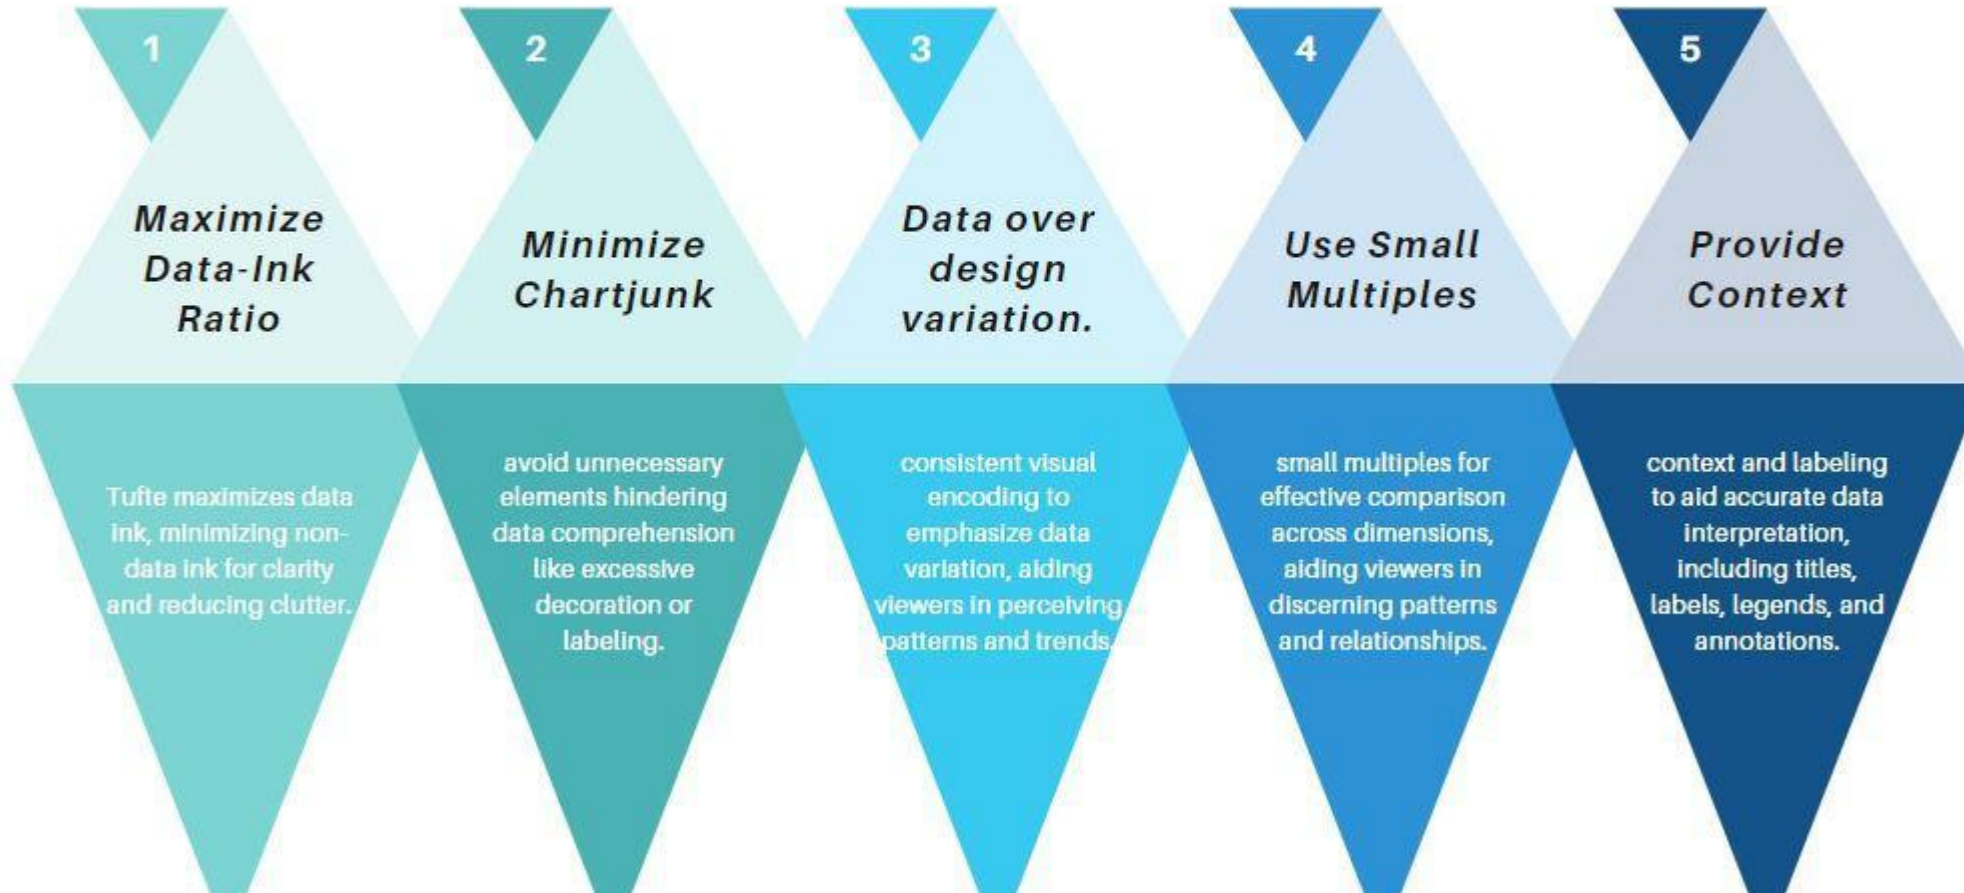 1
Maximize
Data-Ink
Ratio
Tufte maximizes data
ink, minimizing non-
data ink for clarity
and reducing clutter.
2
Minimize
Chartjunk
avoid unnecessary
elements hindering
data comprehension
like excessive
decoration or
labeling.
3
Data over
design
variation.
consistent visual
encoding to
emphasize data
variation, aiding
viewers in perceiving
patterns and trends.
4
Use Small
Multiples
small multiples for
effective comparison
across dimensions,
aiding viewers in
discerning patterns
and relationships.
5
Provide
Context
context and labeling
to aid accurate data
interpretation,
including titles,
labels, legends, and
annotations.